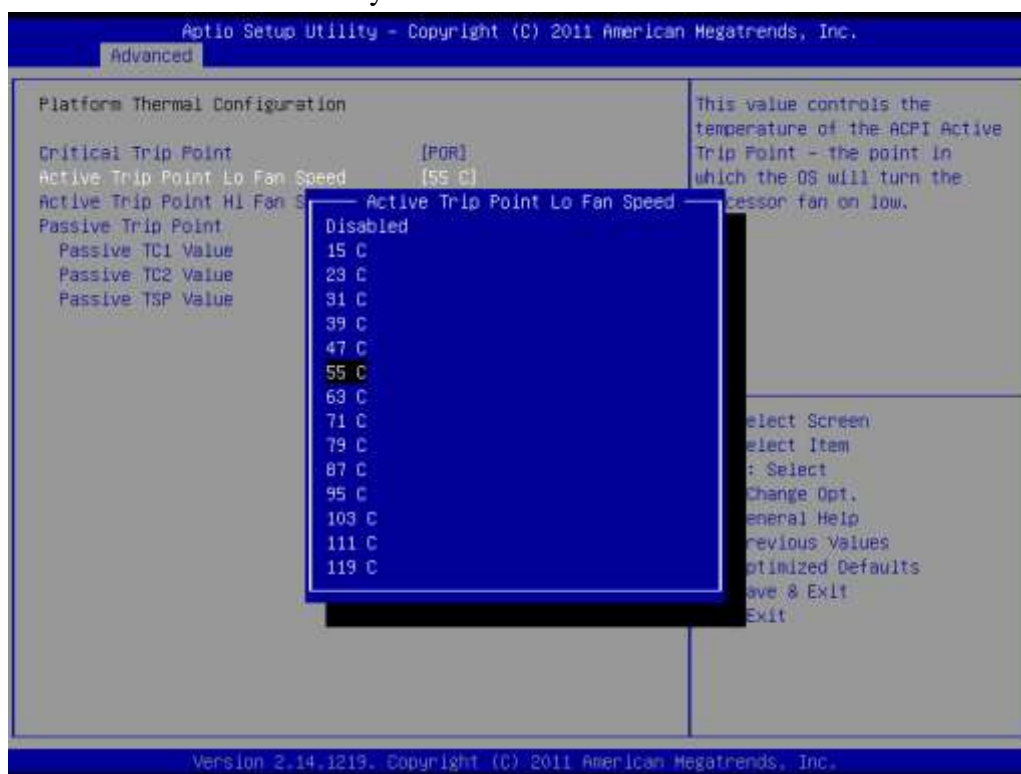 Aptio Setup Utility - Copyright (C) 2011 American Megatrends, Inc.
Advanced
Platform Thermal Configuration
Critical Trip Point [POR]
Active Trip Point Lo Fan Speed [55 C]
Active Trip Point Hi Fan S
Passive Trip Point
Passive TC1 Value
Passive TC2 Value
Passive TSP Value
This value controls the
temperature of the ACPI Active
Trip Point - the point in
which the OS will turn the
cessor fan on low.
Active Trip Point Lo Fan Speed
Disabled
15 C
23 C
31 C
39 C
47 C
55 C
63 C
71 C
79 C
87 C
95 C
103 C
111 C
119 C
elect Screen
elect Item
: Select
Change Opt.
eneral Help
revious Values
ptimized Defaults
ave & Exit
Exit
Version 2.14.1219. Copyright (C) 2011 American Megatrends, Inc.